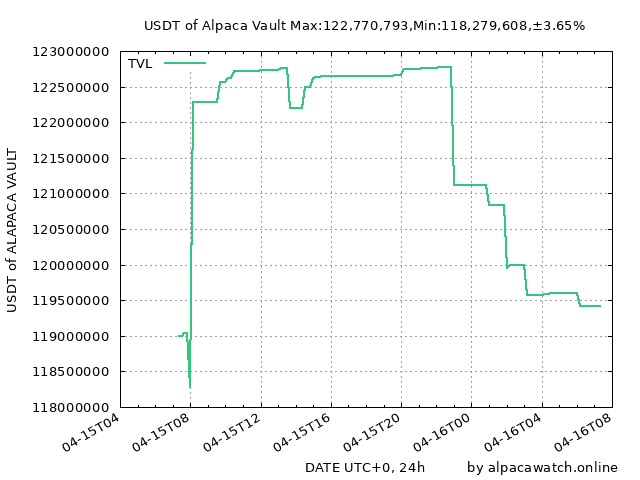 USDT of Alpaca Vault Max:122,770,793,Min:118,279,608,±3.65%
TVL
123000000
122500000
122000000
121500000
121000000
120500000
120000000
119500000
119000000
118500000
118000000
USDT of ALAPACA VAULT
04-15T04
04-15T08
04-15T12
04-15T16
04-15T20
04-16T00
04-16T04
04-16T08
DATE UTC+0, 24h by alpacawatch.online